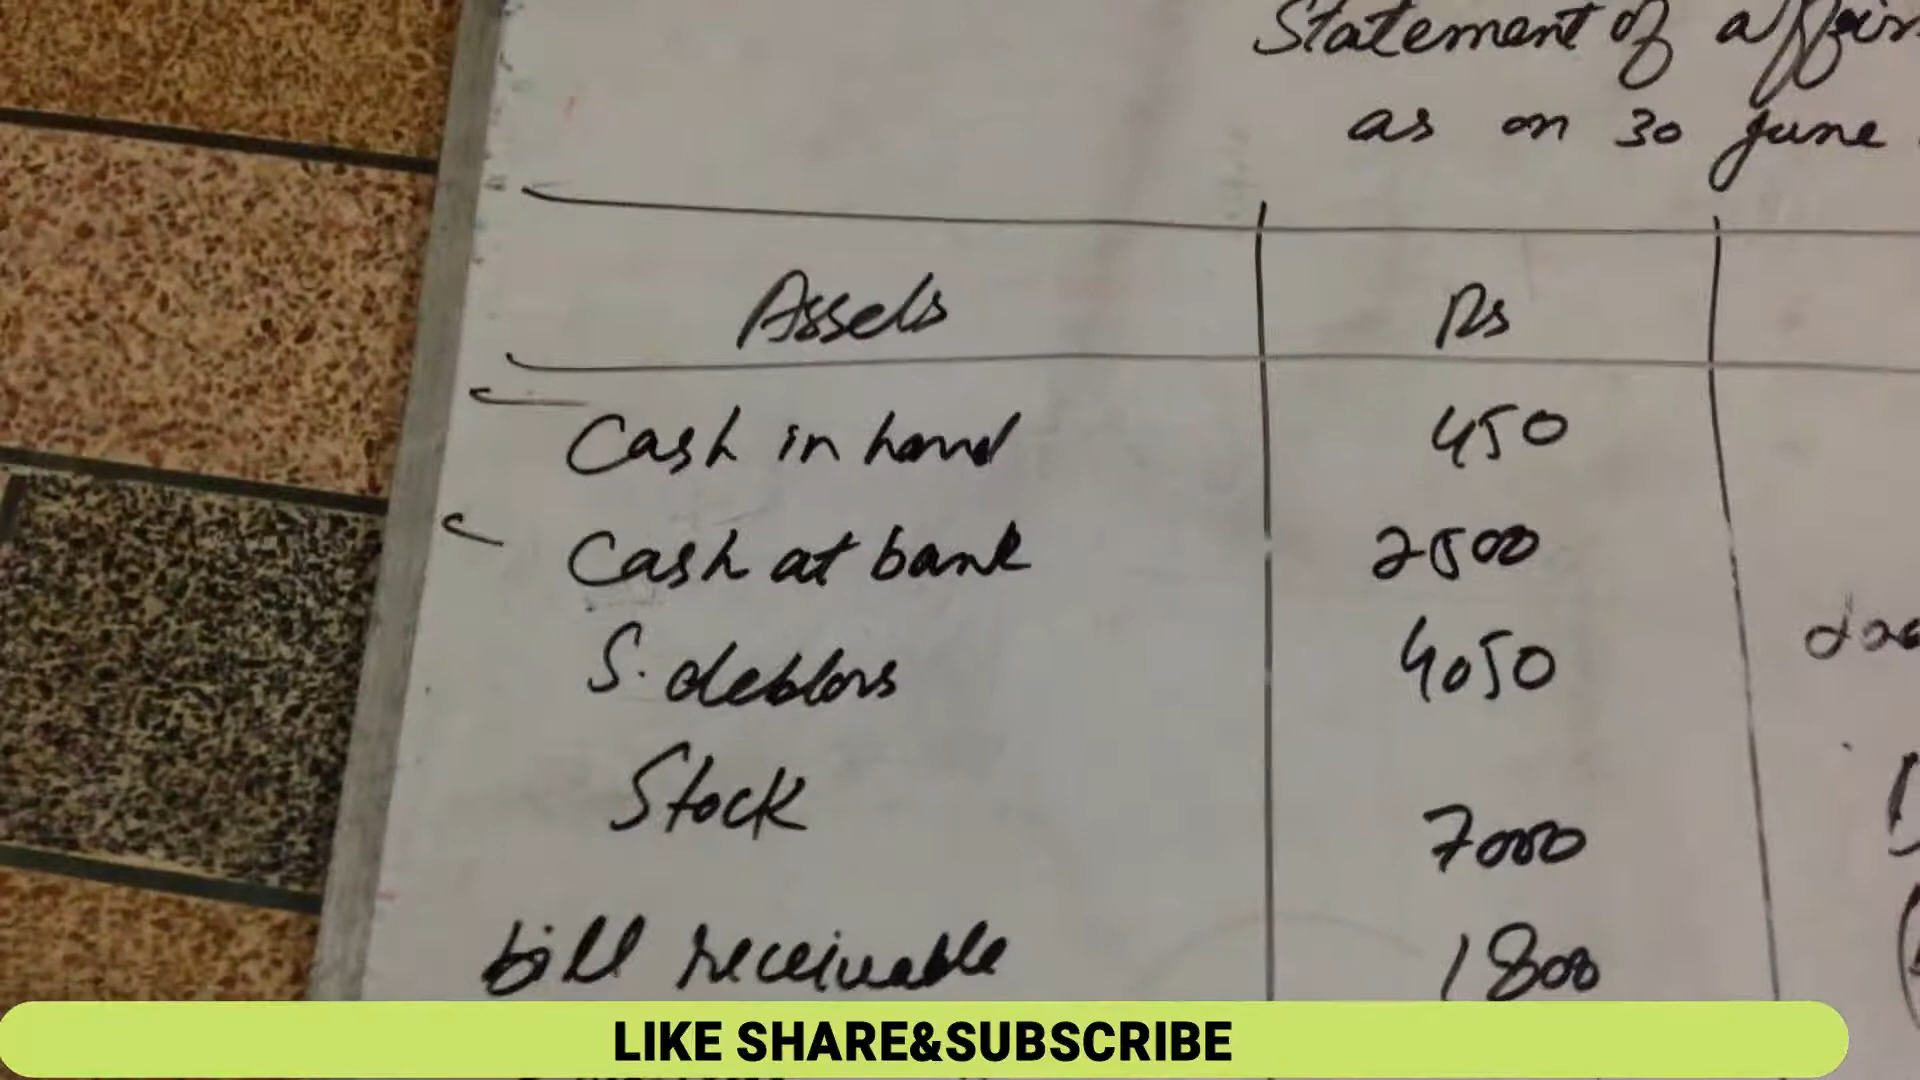 Statement of affairs
as on 30 June
Assets Rs
Cash in hand 450
Cash at bank 2500
S. debtors 4050
Stock 7000
bill receivable 1800
LIKE SHARE&SUBSCRIBE